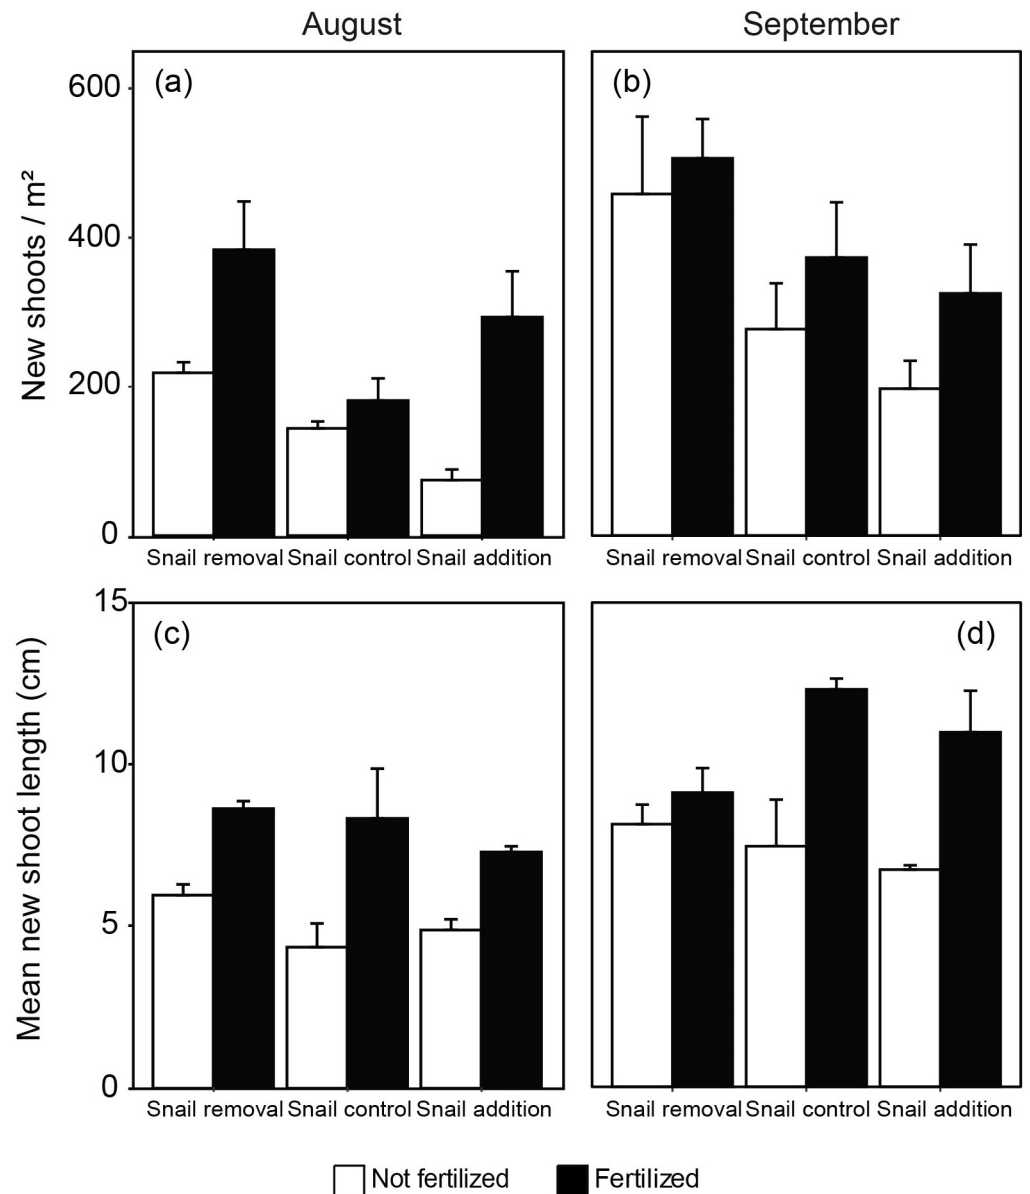 August
September
New shoots / m²
600
400
200
0
(a)
(b)
Snail removal Snail control Snail addition
Snail removal Snail control Snail addition
Mean new shoot length (cm)
15
10
5
0
(c)
(d)
Snail removal Snail control Snail addition
Snail removal Snail control Snail addition
Not fertilized
Fertilized